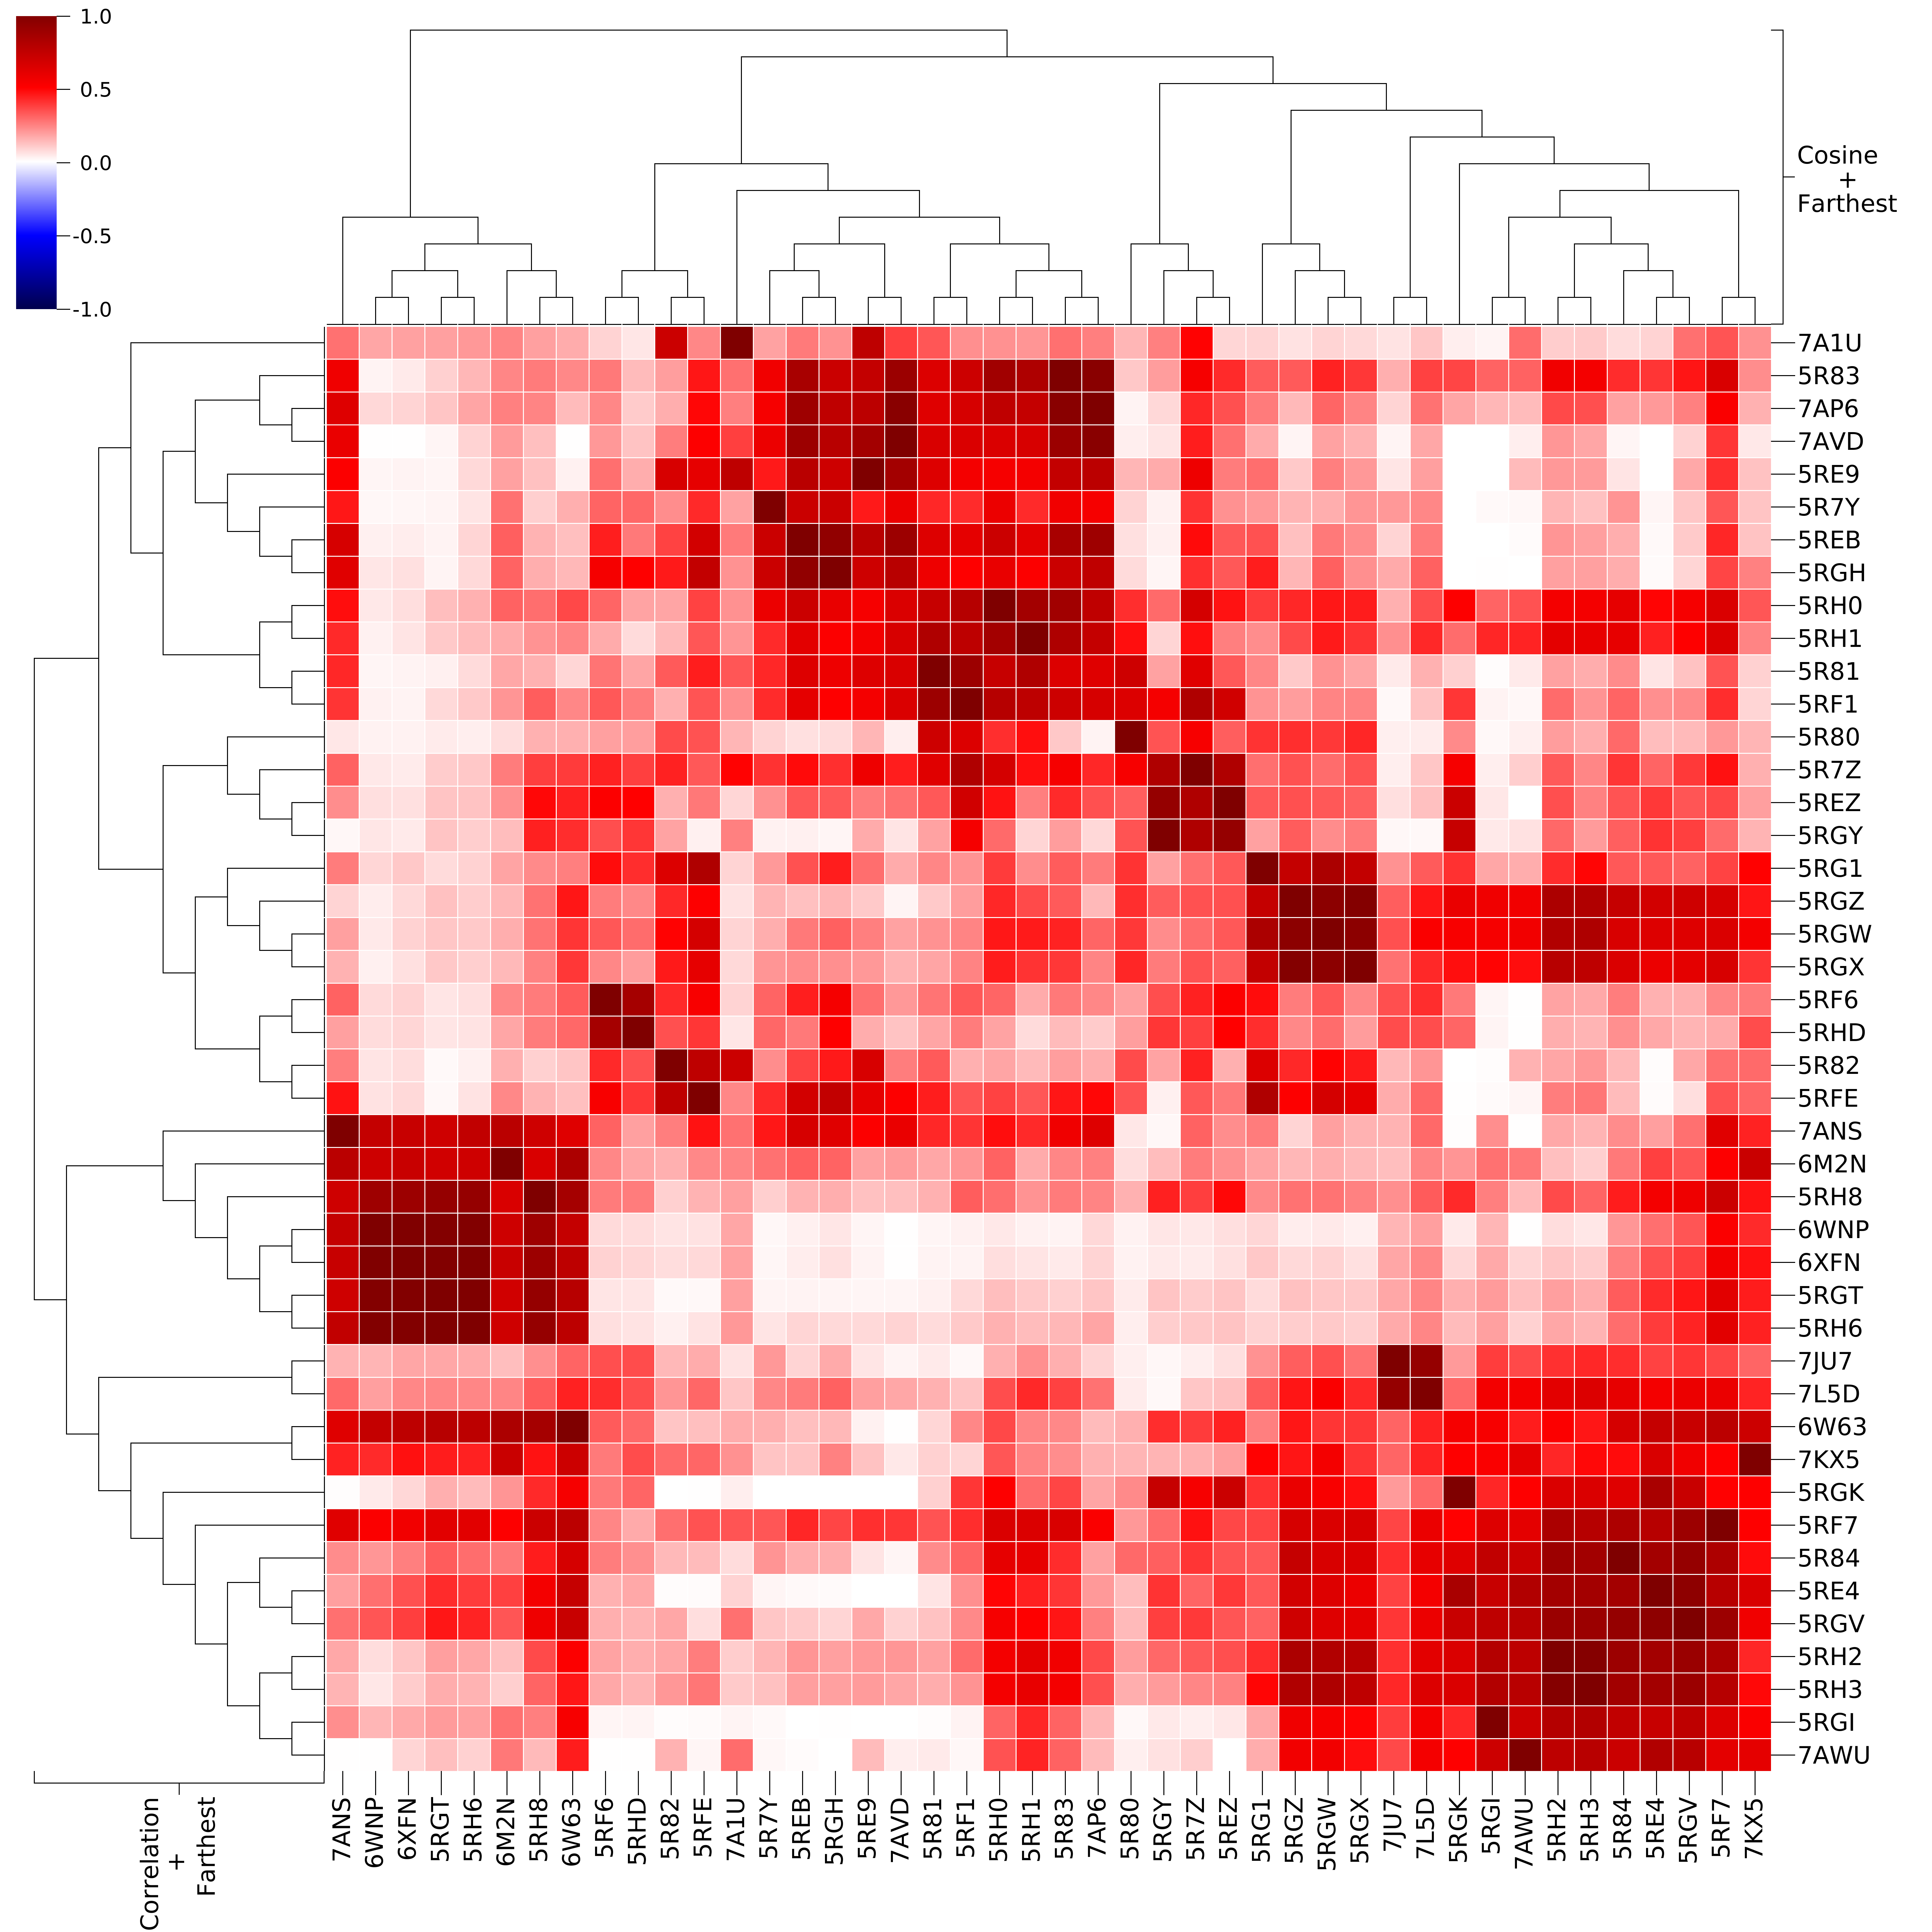 1.0
0.5
0.0
-0.5
-1.0
Cosine
+
Farthest
7A1U
5R83
7AP6
7AVD
5RE9
5R7Y
5REB
5RGH
5RH0
5RH1
5R81
5RF1
5R80
5R7Z
5REZ
5RGY
5RG1
5RGZ
5RGW
5RGX
5RF6
5RHD
5R82
5RFE
7ANS
6M2N
5RH8
6WNP
6XFN
5RGT
5RH6
7JU7
7L5D
6W63
7KX5
5RGK
5RF7
5R84
5RE4
5RGV
5RH2
5RH3
5RGI
7AWU
Correlation
+
Farthest
7ANS
6WNP
6XFN
5RGT
5RH6
6M2N
5RH8
6W63
5RF6
5RHD
5R82
5RFE
7A1U
5R7Y
5REB
5RGH
5RE9
7AVD
5R81
5RF1
5RH0
5RH1
5R83
7AP6
5R80
5RGY
5R7Z
5REZ
5RG1
5RGZ
5RGW
5RGX
7JU7
7L5D
5RGK
5RGI
7AWU
5RH2
5RH3
5R84
5RE4
5RGV
5RF7
7KX5